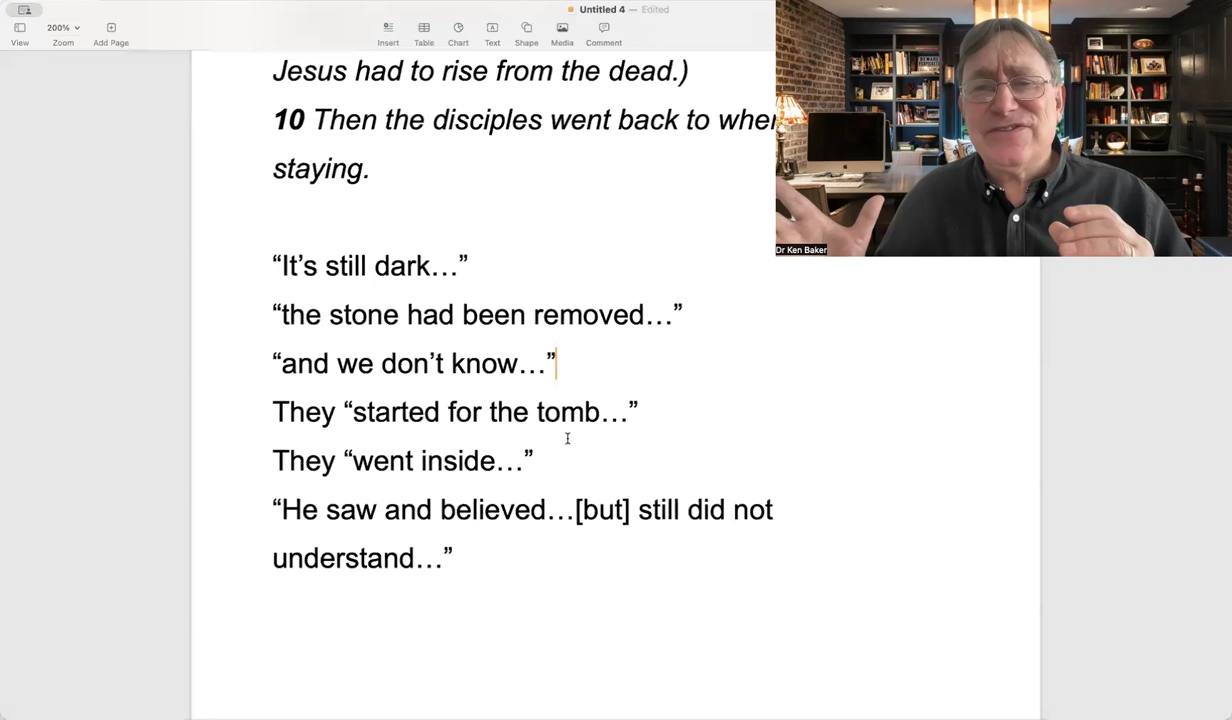 Untitled 4 — Edited
200%
View Zoom Add Page Insert Table Chart Text Shape Media Comment
Jesus had to rise from the dead.)
10 Then the disciples went back to
staying.
“It’s still dark…”
“the stone had been removed…”
“and we don’t know…”
They “started for the tomb…”
They “went inside…”
“He saw and believed…[but] still did not
understand…”
Dr Ken Baker